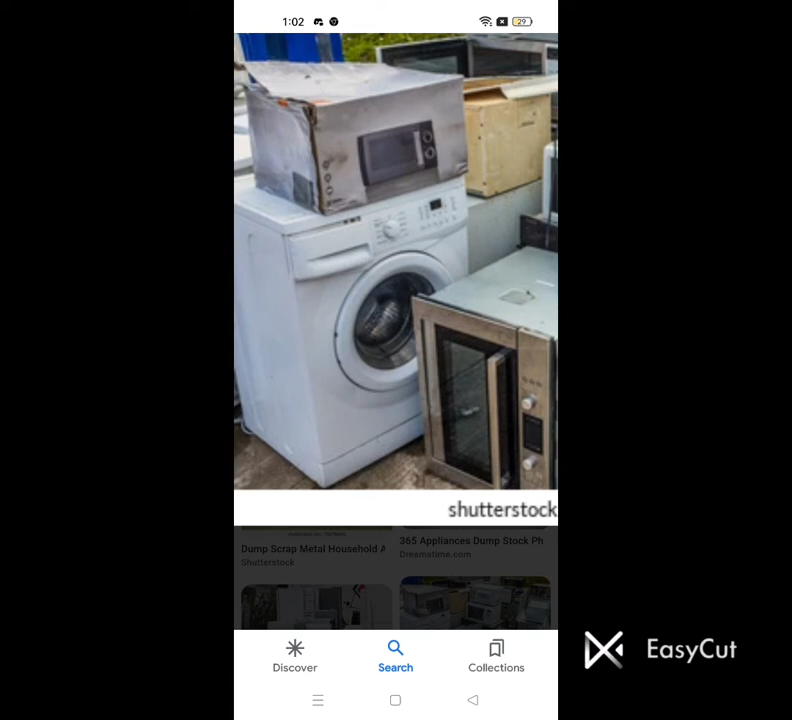 1:02
29
shutterstock
Dump Scrap Metal Household A
Shutterstock
365 Appliances Dump Stock Ph
Dreamstime.com
Discover
Search
Collections
EasyCut